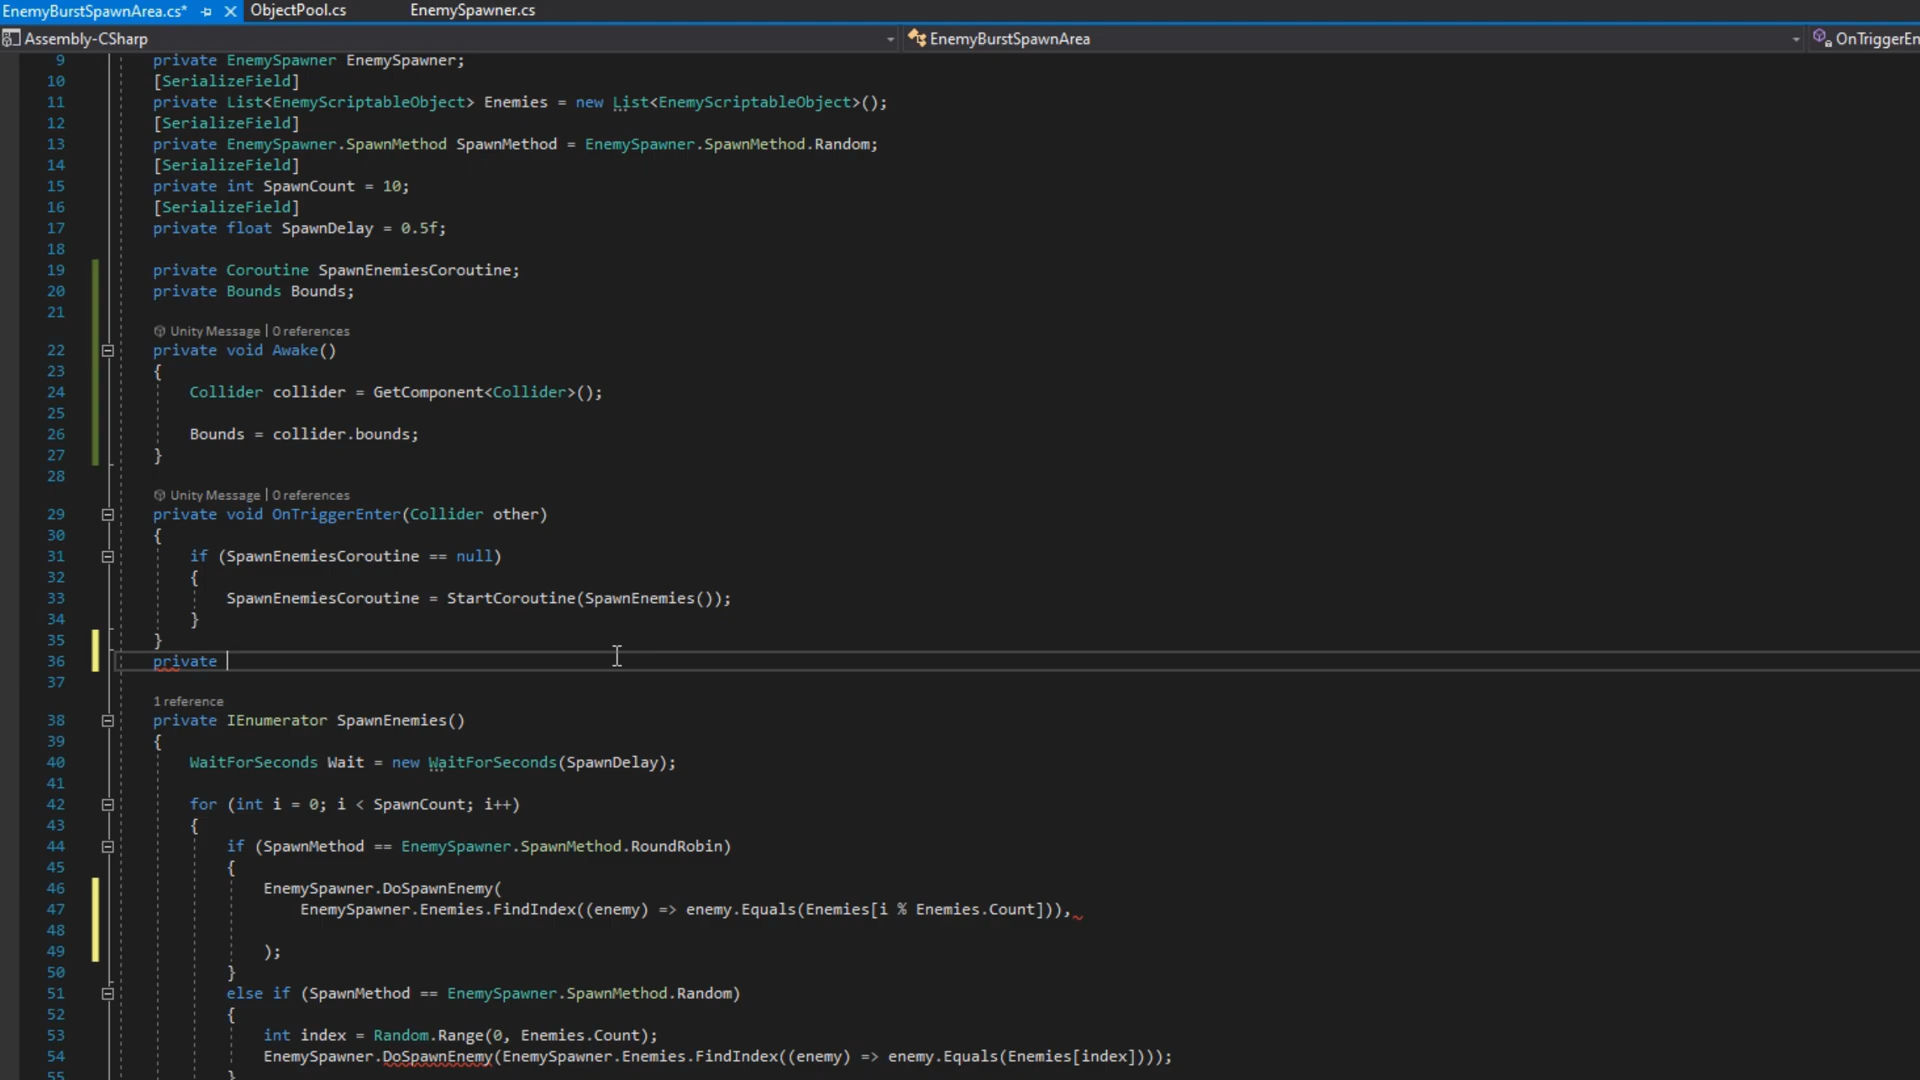 EnemyBurstSpawnArea.cs* ObjectPool.cs EnemySpawner.cs
Assembly-CSharp EnemyBurstSpawnArea OnTriggerEn
9 private EnemySpawner EnemySpawner;
10 [SerializeField]
11 private List<EnemyScriptableObject> Enemies = new List<EnemyScriptableObject>();
12 [SerializeField]
13 private EnemySpawner.SpawnMethod SpawnMethod = EnemySpawner.SpawnMethod.Random;
14 [SerializeField]
15 private int SpawnCount = 10;
16 [SerializeField]
17 private float SpawnDelay = 0.5f;
18
19 private Coroutine SpawnEnemiesCoroutine;
20 private Bounds Bounds;
21
Unity Message | 0 references
22 private void Awake()
23 {
24 Collider collider = GetComponent<Collider>();
25
26 Bounds = collider.bounds;
27 }
28
Unity Message | 0 references
29 private void OnTriggerEnter(Collider other)
30 {
31 if (SpawnEnemiesCoroutine == null)
32 {
33 SpawnEnemiesCoroutine = StartCoroutine(SpawnEnemies());
34 }
35 }
36 private
37
1 reference
38 private IEnumerator SpawnEnemies()
39 {
40 WaitForSeconds Wait = new WaitForSeconds(SpawnDelay);
41
42 for (int i = 0; i < SpawnCount; i++)
43 {
44 if (SpawnMethod == EnemySpawner.SpawnMethod.RoundRobin)
45 {
46 EnemySpawner.DoSpawnEnemy(
47 EnemySpawner.Enemies.FindIndex((enemy) => enemy.Equals(Enemies[i % Enemies.Count])),
48
49 );
50 }
51 else if (SpawnMethod == EnemySpawner.SpawnMethod.Random)
52 {
53 int index = Random.Range(0, Enemies.Count);
54 EnemySpawner.DoSpawnEnemy(EnemySpawner.Enemies.FindIndex((enemy) => enemy.Equals(Enemies[index])));
55 }